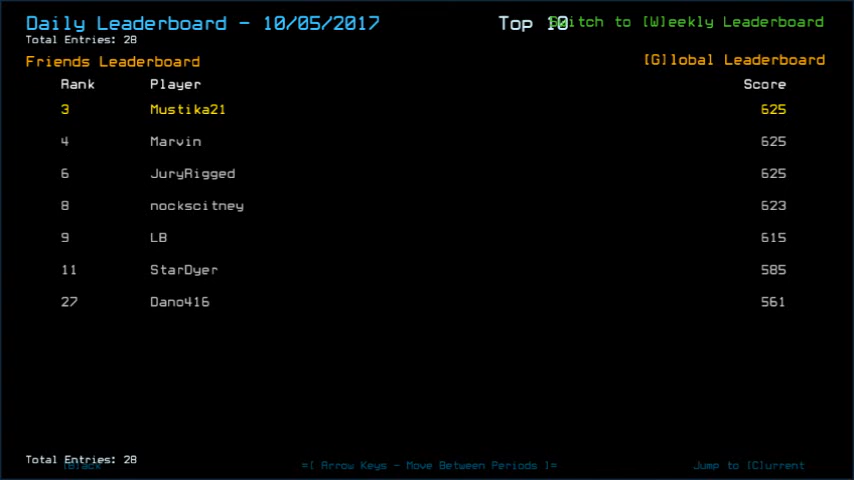 Daily Leaderboard - 10/05/2017 Top 10 Switch to [W]eekly Leaderboard
Total Entries: 28
Friends Leaderboard [G]lobal Leaderboard
Rank Player Score
3 Mustika21 625
4 Marvin 625
6 JuryRigged 625
8 nockscitney 623
9 LB 615
11 StarDyer 585
27 Dano416 561
Total Entries: 28
[B]ack =[ Arrow Keys - Move Between Periods ]= Jump to [C]urrent